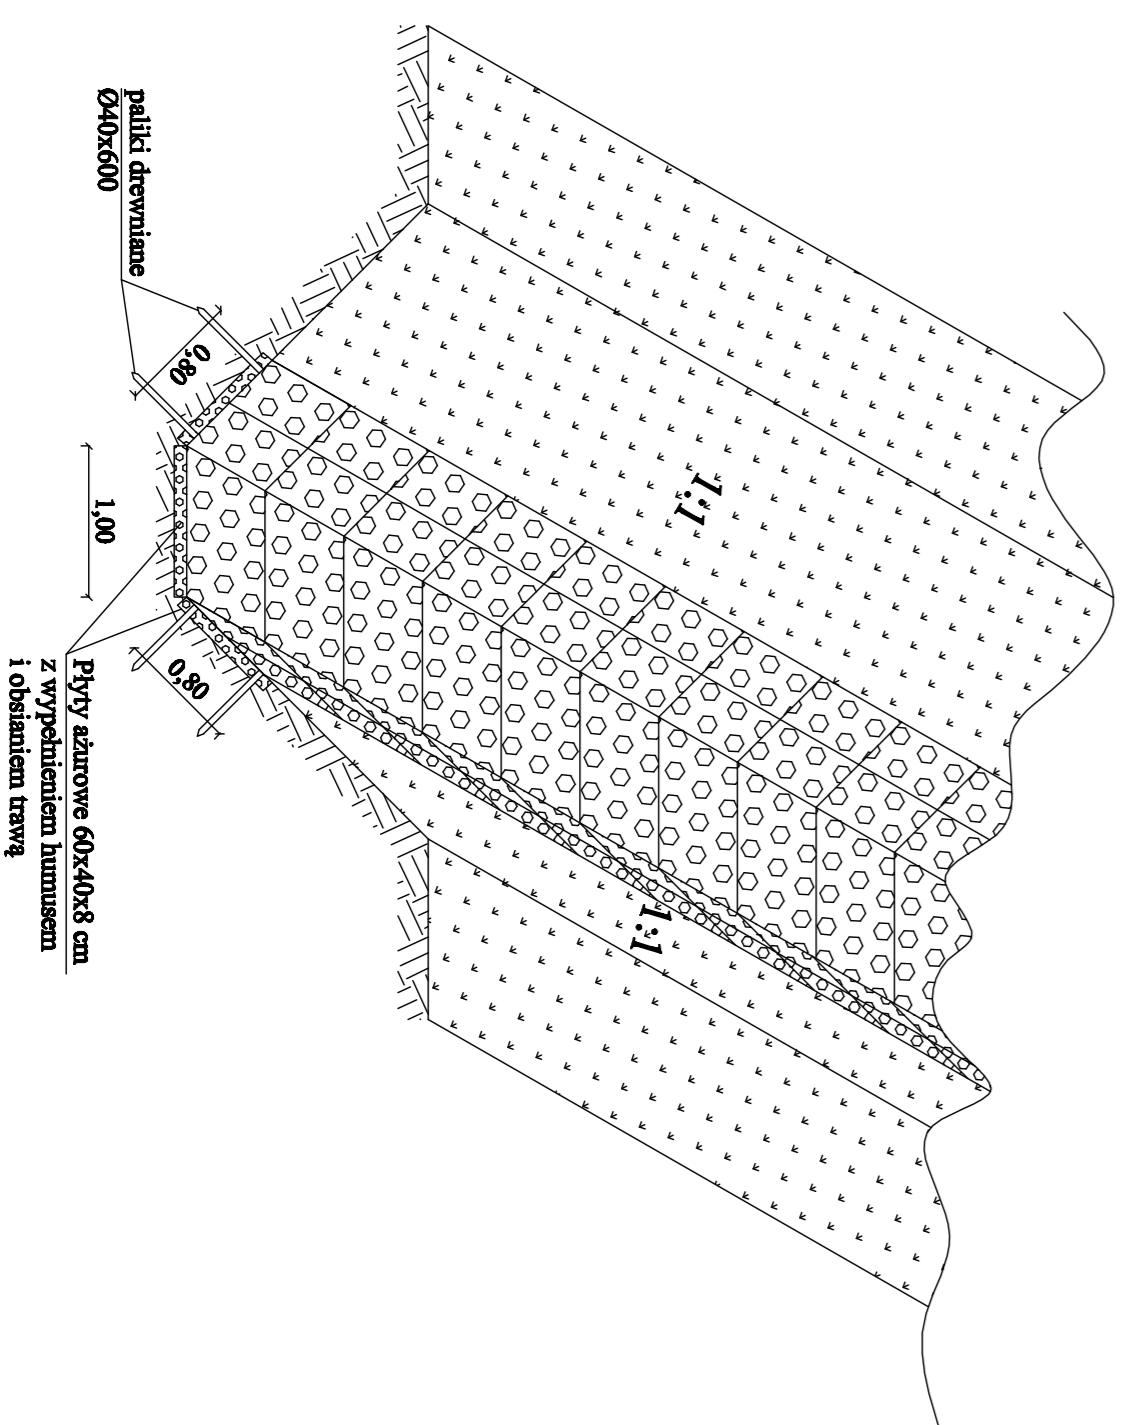 paliki drewniane
Ø40x600
0,80
1,00
0,80
1:1
1:1
Płyty ażurowe 60x40x8 cm
z wypełnieniem humusem
i obsianiem trawą